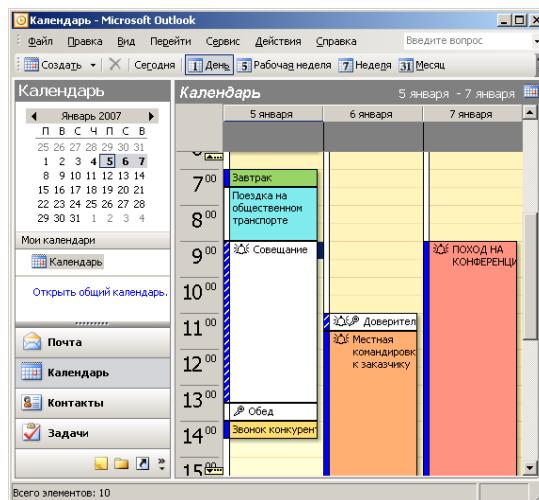 Календарь - Microsoft Outlook
Файл Правка Вид Перейти Сервис Действия Справка Введите вопрос
Создать Сегодня 1 День 5 Рабочая неделя 7 Неделя 31 Месяц
Календарь
Январь 2007
П В С Ч П С В
25 26 27 28 29 30 31
1 2 3 4 5 6 7
8 9 10 11 12 13 14
15 16 17 18 19 20 21
22 23 24 25 26 27 28
29 30 31 1 2 3 4
Мои календари
Календарь
Открыть общий календарь.
Почта
Календарь
Контакты
Задачи
Календарь 5 января - 7 января
5 января 6 января 7 января
7 00 Завтрак
Поездка на
общественном
транспорте
8 00
9 00 Совещание ПОХОД НА
КОНФЕРЕНЦИ
10 00
11 00 Доверител
Местная
командировк
к заказчику
12 00
13 00
Обед
14 00 Звонок конкурен
15 00
Всего элементов: 10